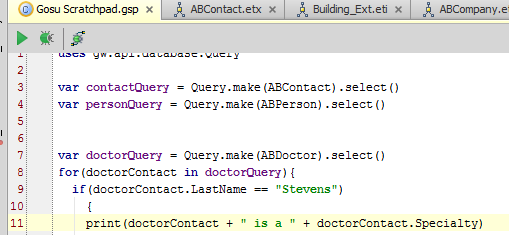 Gosu Scratchpad.gsp ABContact.etx Building_Ext.eti ABCompany.e
1 uses gw.api.database.Query
2
3 var contactQuery = Query.make(ABContact).select()
4 var personQuery = Query.make(ABPerson).select()
5
6
7 var doctorQuery = Query.make(ABDoctor).select()
8 for(doctorContact in doctorQuery){
9 if(doctorContact.LastName == "Stevens")
10 {
11 print(doctorContact + " is a " + doctorContact.Specialty)